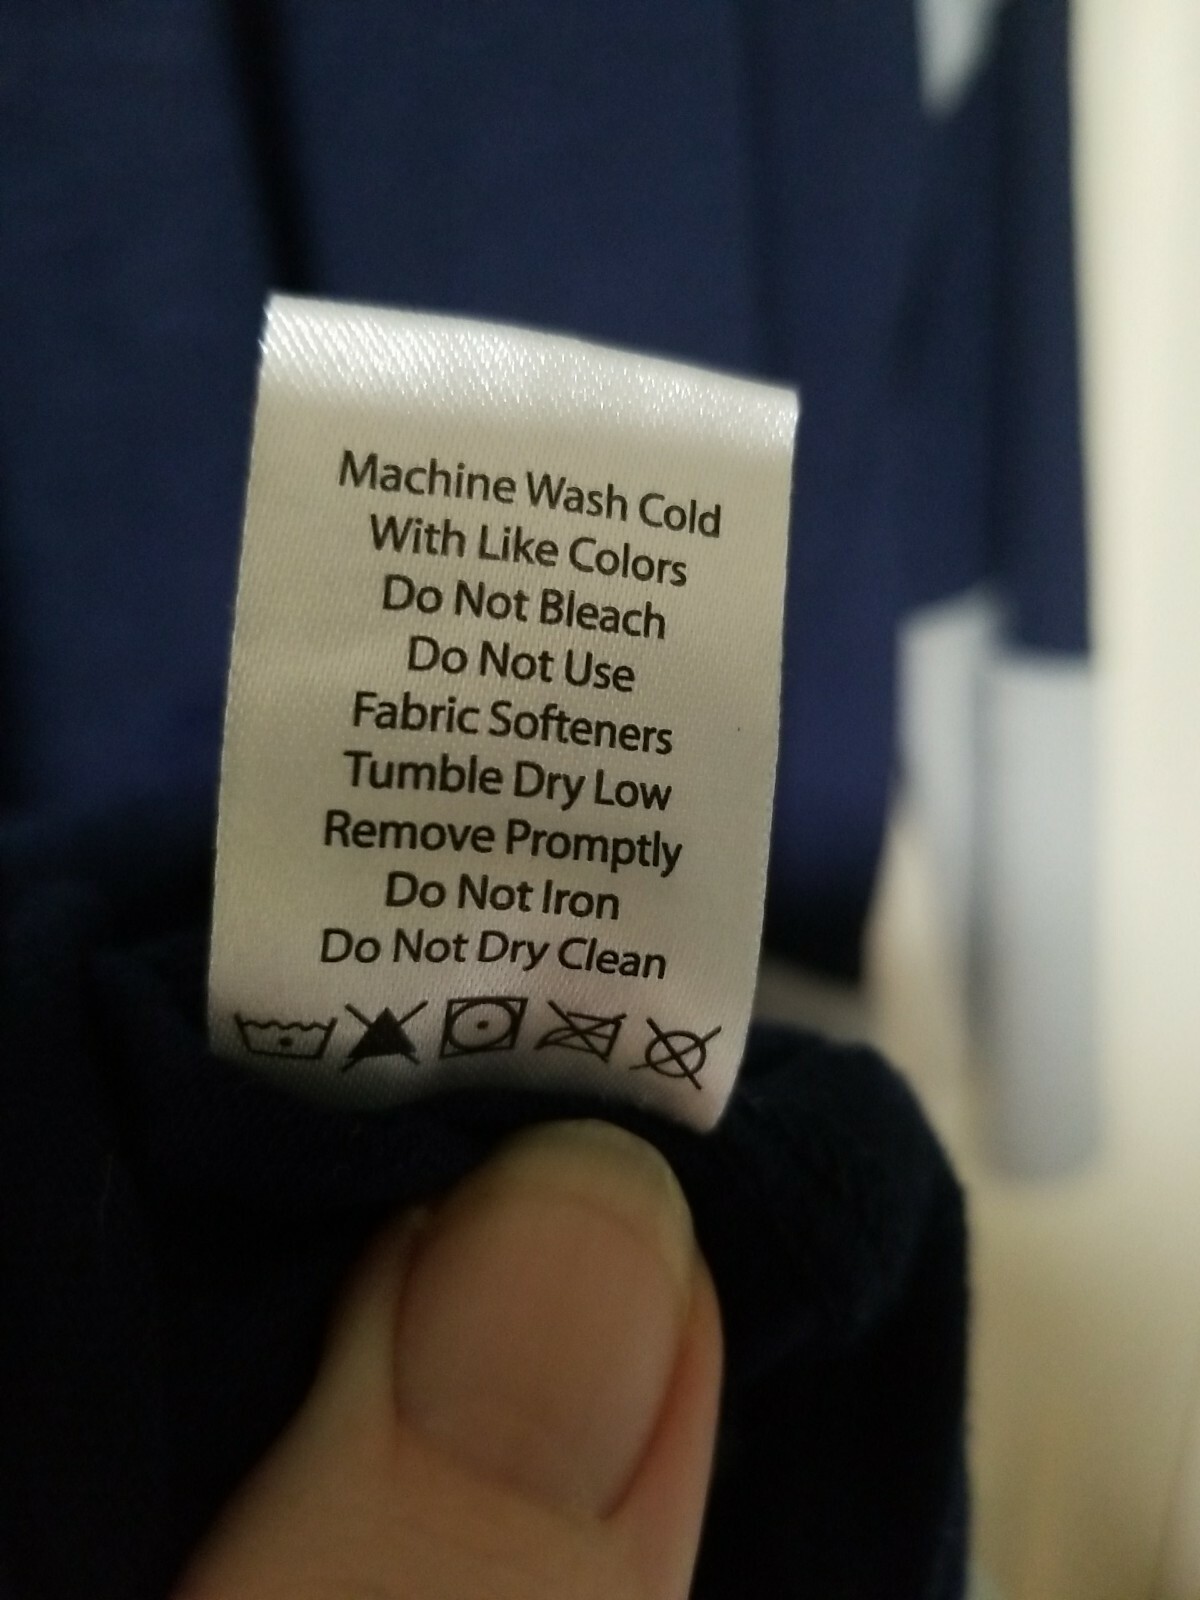 Machine Wash Cold
With Like Colors
Do Not Bleach
Do Not Use
Fabric Softeners
Tumble Dry Low
Remove Promptly
Do Not Iron
Do Not Dry Clean